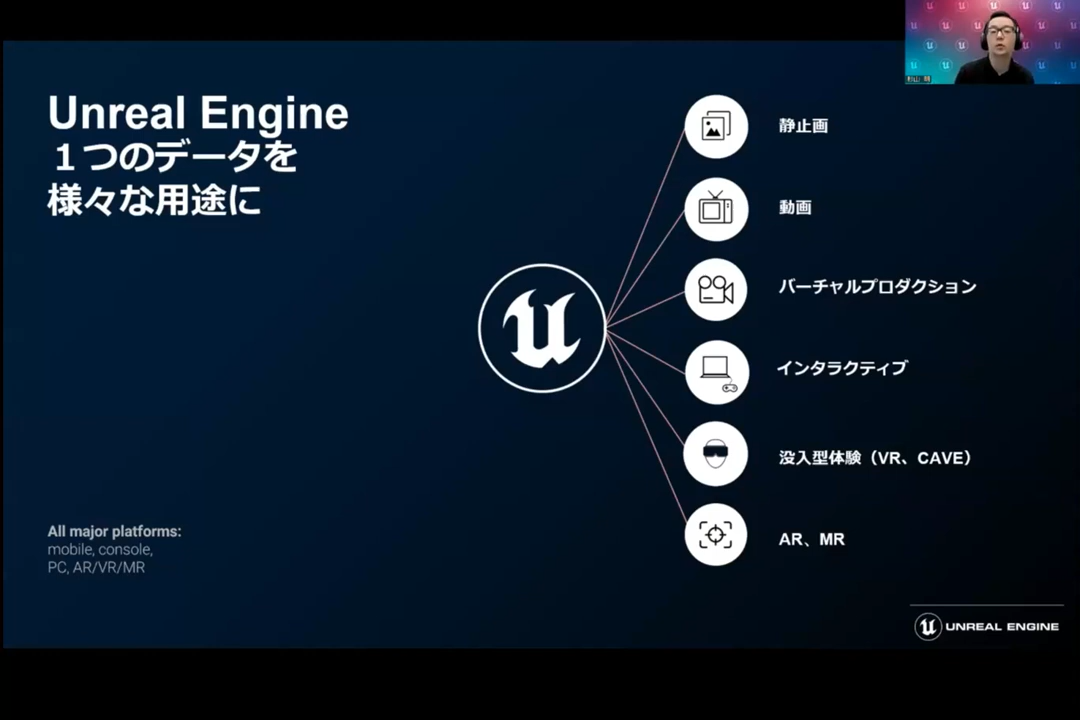 Unreal Engine
１つのデータを
様々な用途に
静止画
動画
バーチャルプロダクション
インタラクティブ
没入型体験（VR、CAVE）
AR、MR
All major platforms:
mobile, console,
PC, AR/VR/MR
UNREAL ENGINE